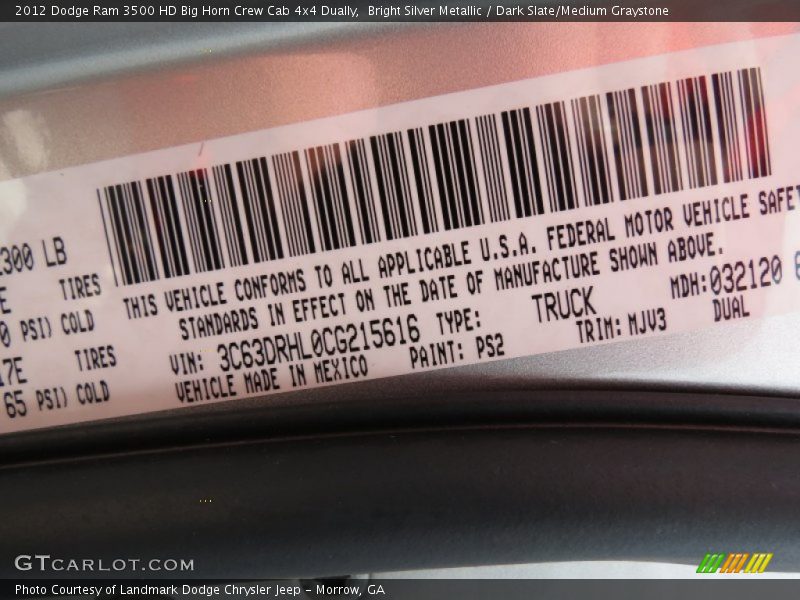 2012 Dodge Ram 3500 HD Big Horn Crew Cab 4x4 Dually, Bright Silver Metallic / Dark Slate/Medium Graystone
300 LB
TIRES
PSI) COLD
TIRES
65 PSI) COLD
THIS VEHICLE CONFORMS TO ALL APPLICABLE U.S.A. FEDERAL MOTOR VEHICLE SAFE
STANDARDS IN EFFECT ON THE DATE OF MANUFACTURE SHOWN ABOVE.
VIN: 3C63DRHL0CG215616 TYPE: TRUCK MDH:032120
VEHICLE MADE IN MEXICO PAINT: PS2 TRIM: MJV3 DUAL
GTCARLOT.COM
Photo Courtesy of Landmark Dodge Chrysler Jeep – Morrow, GA